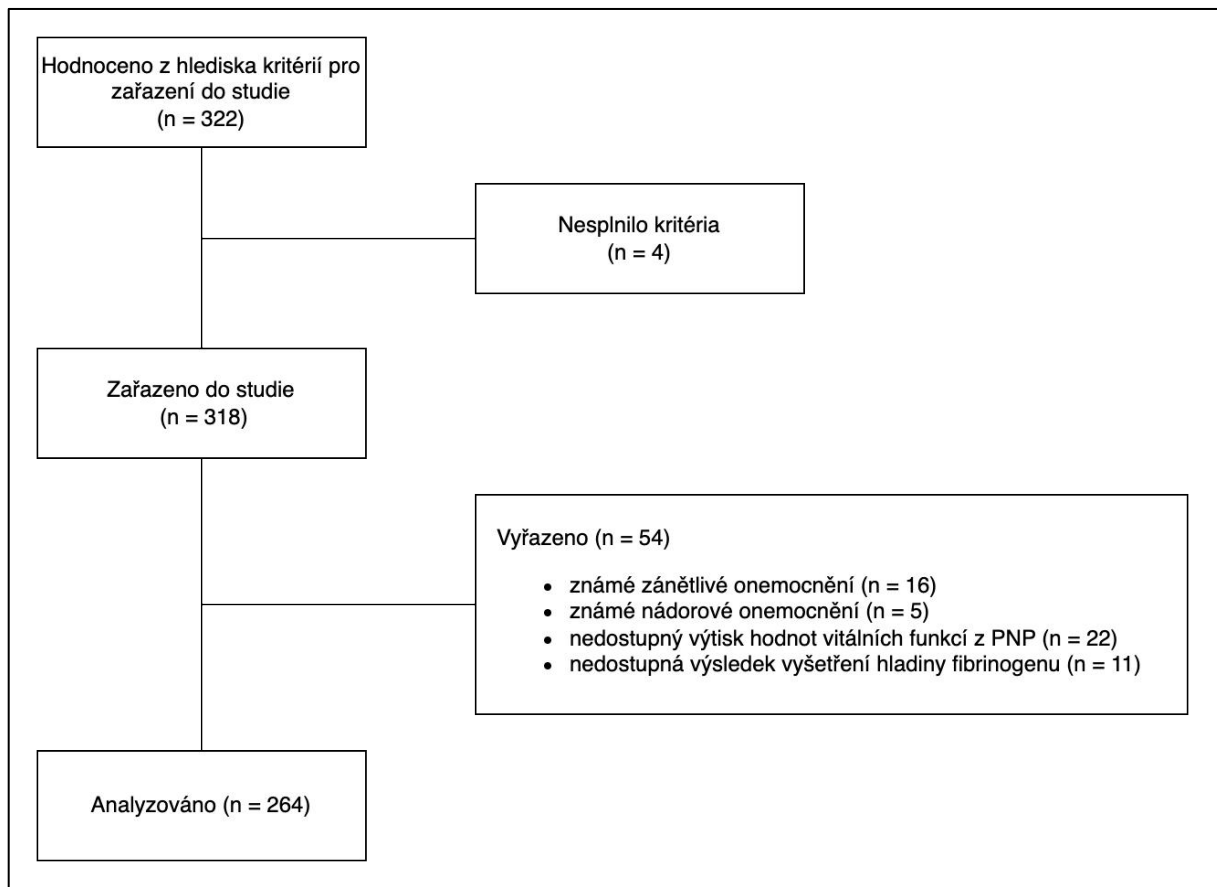 Hodnoceno z hlediska kritérií pro
zařazení do studie
(n = 322)
Nesplnilo kritéria
(n = 4)
Zařazeno do studie
(n = 318)
Vyřazeno (n = 54)
• známé zánětlivé onemocnění (n = 16)
• známé nádorové onemocnění (n = 5)
• nedostupný výtisk hodnot vitálních funkcí z PNP (n = 22)
• nedostupná výsledek vyšetření hladiny fibrinogenu (n = 11)
Analyzováno (n = 264)